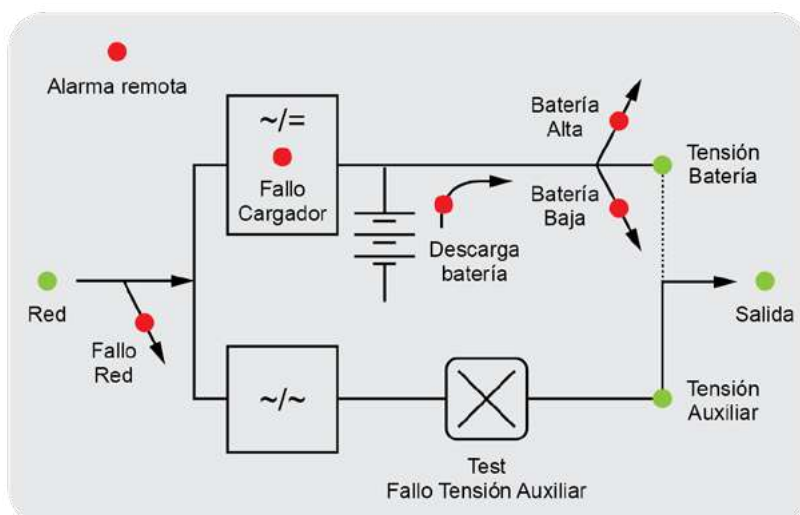 Alarma remota
~/=
Fallo
Cargador
Batería
Alta
Tensión
Batería
Batería
Baja
Descarga
batería
Red
Fallo
Red
Salida
~/~
Tensión
Auxiliar
Test
Fallo Tensión Auxiliar